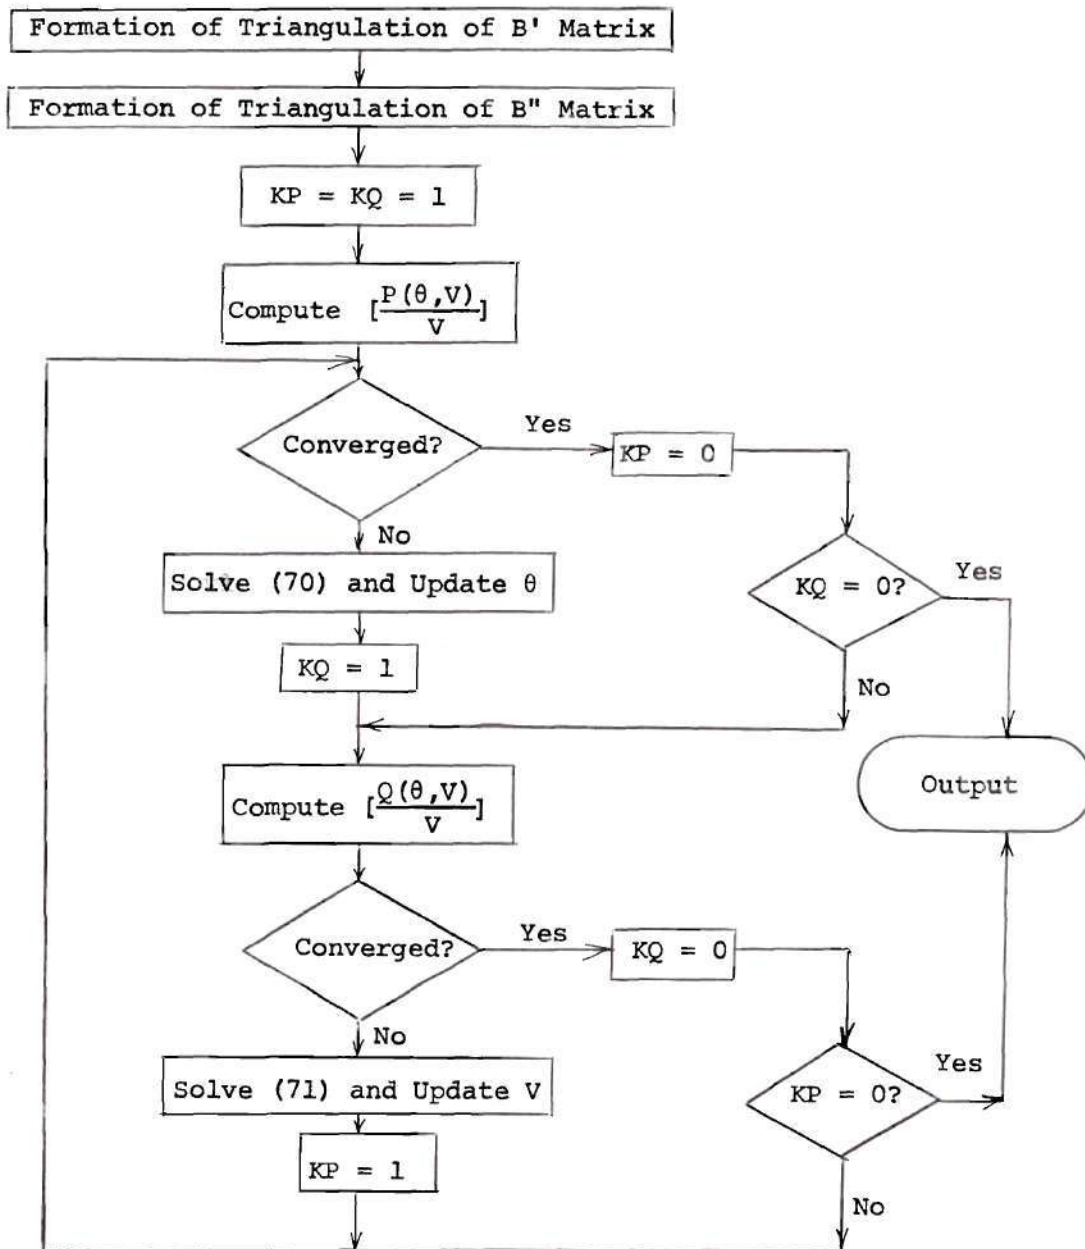 Formation of Triangulation of B' Matrix
Formation of Triangulation of B" Matrix
KP = KQ = 1
Compute [P(θ,V)/V]
Converged?
Yes
KP = 0
No
Solve (70) and Update θ
KQ = 0?
Yes
KQ = 1
No
Compute [Q(θ,V)/V]
Output
Converged?
Yes
KQ = 0
No
Solve (71) and Update V
KP = 0?
Yes
KP = 1
No